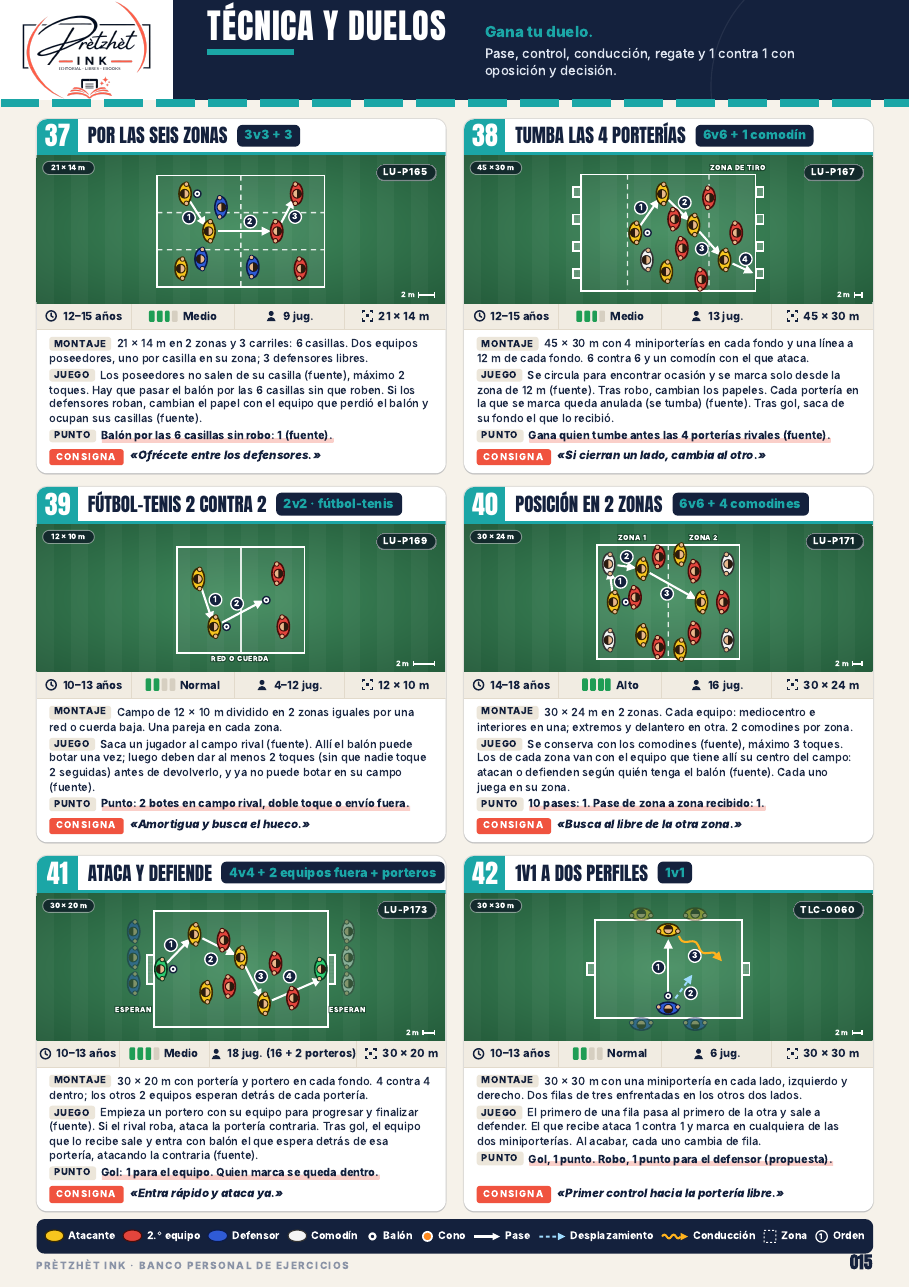 Prètzhèt
INK
EDITORIAL · LIBROS · EBOOKS
TÉCNICA Y DUELOS
Gana tu duelo.
Pase, control, conducción, regate y 1 contra 1 con
oposición y decisión.
37 POR LAS SEIS ZONAS 3v3 + 3
21 × 14 m
LU-P165
1
2
3
2 m
12–15 años Medio 9 jug. 21 × 14 m
MONTAJE 21 × 14 m en 2 zonas y 3 carriles: 6 casillas. Dos equipos
poseedores, uno por casilla en su zona; 3 defensores libres.
JUEGO Los poseedores no salen de su casilla (fuente), máximo 2
toques. Hay que pasar el balón por las 6 casillas sin que roben. Si los
defensores roban, cambian el papel con el equipo que perdió el balón y
ocupan sus casillas (fuente).
PUNTO Balón por las 6 casillas sin robo: 1 (fuente).
CONSIGNA «Ofrécete entre los defensores.»
38 TUMBA LAS 4 PORTERÍAS 6v6 + 1 comodín
45 × 30 m
ZONA DE TIRO
LU-P167
1
2
3
4
2 m
12–15 años Medio 13 jug. 45 × 30 m
MONTAJE 45 × 30 m con 4 miniporterías en cada fondo y una línea a
12 m de cada fondo. 6 contra 6 y un comodín con el que ataca.
JUEGO Se circula para encontrar ocasión y se marca solo desde la
zona de 12 m (fuente). Tras robo, cambian los papeles. Cada portería en
la que se marca queda anulada (se tumba) (fuente). Tras gol, saca de
su fondo el que lo recibió.
PUNTO Gana quien tumbe antes las 4 porterías rivales (fuente).
CONSIGNA «Si cierran un lado, cambia al otro.»
39 FÚTBOL-TENIS 2 CONTRA 2 2v2 · fútbol-tenis
12 × 10 m
LU-P169
1
2
RED O CUERDA
2 m
10–13 años Normal 4–12 jug. 12 × 10 m
MONTAJE Campo de 12 × 10 m dividido en 2 zonas iguales por una
red o cuerda baja. Una pareja en cada zona.
JUEGO Saca un jugador al campo rival (fuente). Allí el balón puede
botar una vez; luego deben dar al menos 2 toques (sin que nadie toque
2 seguidas) antes de devolverlo, y ya no puede botar en su campo
(fuente).
PUNTO Punto: 2 botes en campo rival, doble toque o envío fuera.
CONSIGNA «Amortigua y busca el hueco.»
40 POSICIÓN EN 2 ZONAS 6v6 + 4 comodines
30 × 24 m
ZONA 1 ZONA 2
LU-P171
2
1
3
2 m
14–18 años Alto 16 jug. 30 × 24 m
MONTAJE 30 × 24 m en 2 zonas. Cada equipo: mediocentro e
interiores en una; extremos y delantero en otra. 2 comodines por zona.
JUEGO Se conserva con los comodines (fuente), máximo 3 toques.
Los de cada zona van con el equipo que tiene allí su centro del campo:
atacan o defienden según quién tenga el balón (fuente). Cada uno
juega en su zona.
PUNTO 10 pases: 1. Pase de zona a zona recibido: 1.
CONSIGNA «Busca al libre de la otra zona.»
41 ATACA Y DEFIENDE 4v4 + 2 equipos fuera + porteros
30 × 20 m
LU-P173
1
2
3
4
ESPERAN ESPERAN
2 m
10–13 años Medio 18 jug. (16 + 2 porteros) 30 × 20 m
MONTAJE 30 × 20 m con portería y portero en cada fondo. 4 contra 4
dentro; los otros 2 equipos esperan detrás de cada portería.
JUEGO Empieza un portero con su equipo para progresar y finalizar
(fuente). Si el rival roba, ataca la portería contraria. Tras gol, el equipo
que lo recibe sale y entra con balón el que espera detrás de esa
portería, atacando la contraria (fuente).
PUNTO Gol: 1 para el equipo. Quien marca se queda dentro.
CONSIGNA «Entra rápido y ataca ya.»
42 1V1 A DOS PERFILES 1v1
30 × 30 m
TLC-0060
1
3
2
2 m
10–13 años Normal 6 jug. 30 × 30 m
MONTAJE 30 × 30 m con una miniportería en cada lado, izquierdo y
derecho. Dos filas de tres enfrentadas en los otros dos lados.
JUEGO El primero de una fila pasa al primero de la otra y sale a
defender. El que recibe ataca 1 contra 1 y marca en cualquiera de las
dos miniporterías. Al acabar, cada uno cambia de fila.
PUNTO Gol, 1 punto. Robo, 1 punto para el defensor (propuesta).
CONSIGNA «Primer control hacia la portería libre.»
Atacante 2.º equipo Defensor Comodín Balón Cono Pase Desplazamiento Conducción Zona 1 Orden
PRÈTZHÈT INK · BANCO PERSONAL DE EJERCICIOS 015